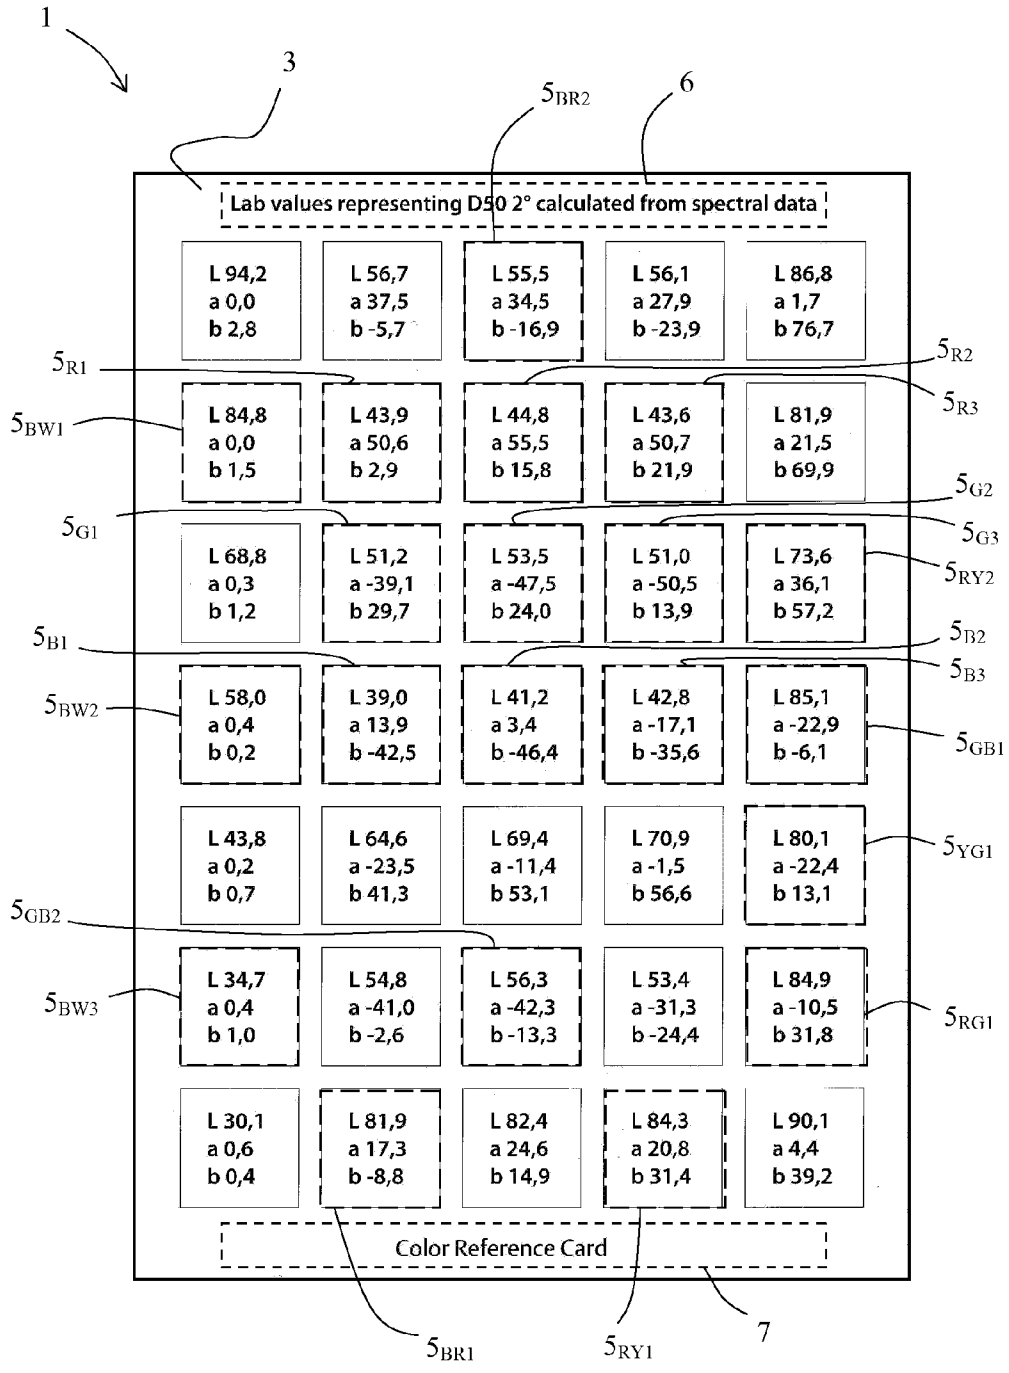 1
3
5BR2
6
Lab values representing D50 2° calculated from spectral data
L 94,2
a 0,0
b 2,8
L 56,7
a 37,5
b -5,7
L 55,5
a 34,5
b -16,9
L 56,1
a 27,9
b -23,9
L 86,8
a 1,7
b 76,7
5R1
5R2
5BW1
5R3
L 84,8
a 0,0
b 1,5
L 43,9
a 50,6
b 2,9
L 44,8
a 55,5
b 15,8
L 43,6
a 50,7
b 21,9
L 81,9
a 21,5
b 69,9
5G2
5G1
5G3
5RY2
L 68,8
a 0,3
b 1,2
L 51,2
a -39,1
b 29,7
L 53,5
a -47,5
b 24,0
L 51,0
a -50,5
b 13,9
L 73,6
a 36,1
b 57,2
5B1
5B2
5B3
5BW2
5GB1
L 58,0
a 0,4
b 0,2
L 39,0
a 13,9
b -42,5
L 41,2
a 3,4
b -46,4
L 42,8
a -17,1
b -35,6
L 85,1
a -22,9
b -6,1
5YG1
L 43,8
a 0,2
b 0,7
L 64,6
a -23,5
b 41,3
L 69,4
a -11,4
b 53,1
L 70,9
a -1,5
b 56,6
L 80,1
a -22,4
b 13,1
5GB2
5BW3
5RG1
L 34,7
a 0,4
b 1,0
L 54,8
a -41,0
b -2,6
L 56,3
a -42,3
b -13,3
L 53,4
a -31,3
b -24,4
L 84,9
a -10,5
b 31,8
L 30,1
a 0,6
b 0,4
L 81,9
a 17,3
b -8,8
L 82,4
a 24,6
b 14,9
L 84,3
a 20,8
b 31,4
L 90,1
a 4,4
b 39,2
Color Reference Card
5BR1
5RY1
7